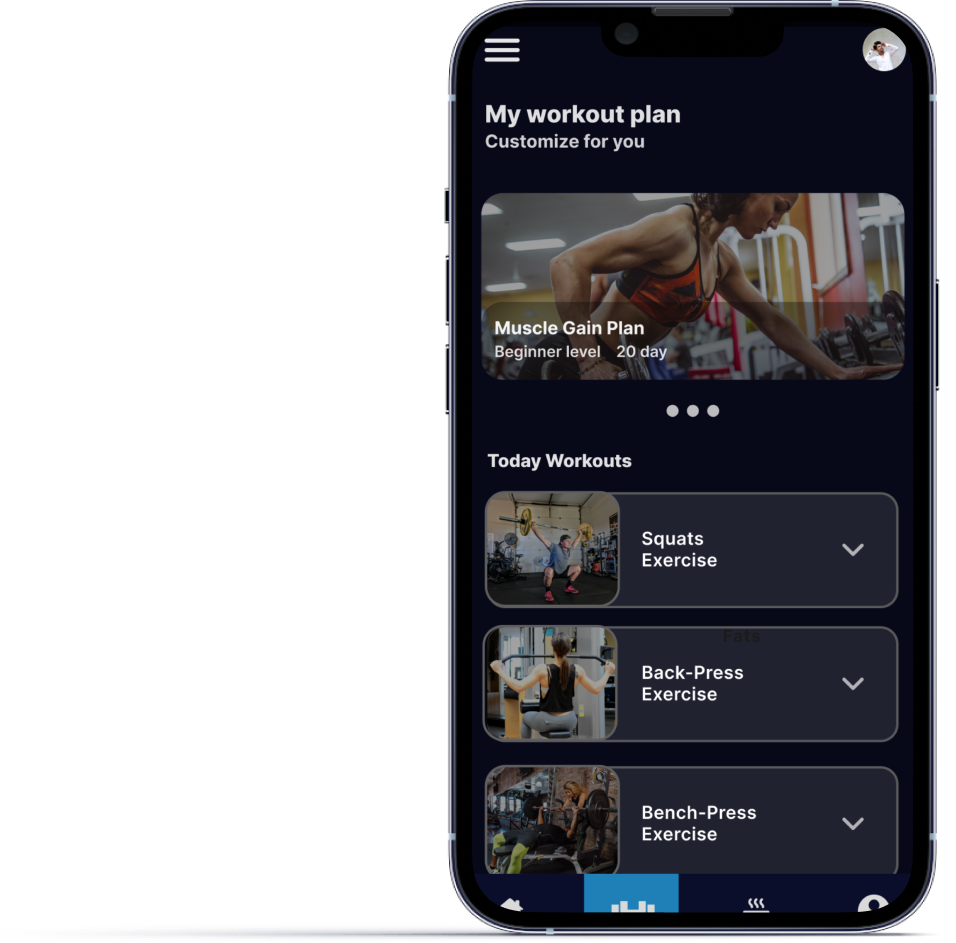 My workout plan
Customize for you
Muscle Gain Plan
Beginner level 20 day
Today Workouts
Squats
Exercise
Fats
Back-Press
Exercise
Bench-Press
Exercise